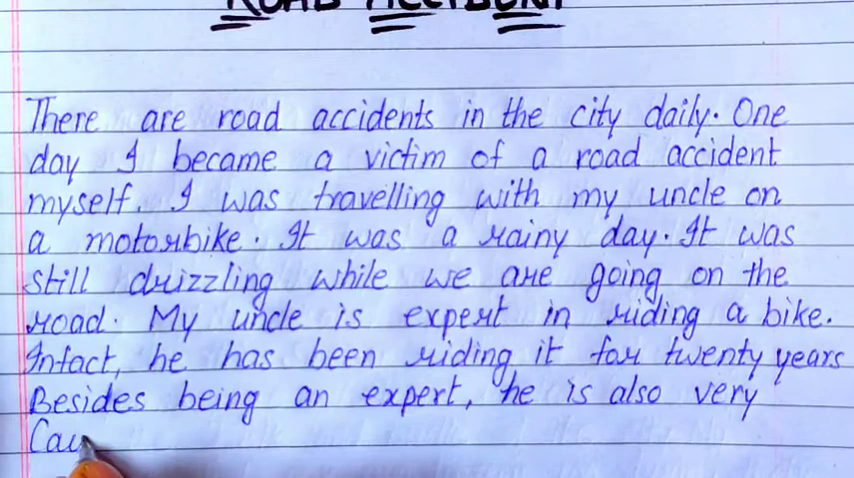 ROAD ACCIDENT
There are road accidents in the city daily. One
day I became a victim of a road accident
myself. I was travelling with my uncle on
a motorbike. It was a rainy day. It was
still drizzling while we are going on the
road. My uncle is expert in riding a bike.
Infact, he has been riding it for twenty years
Besides being an expert, he is also very
Cau